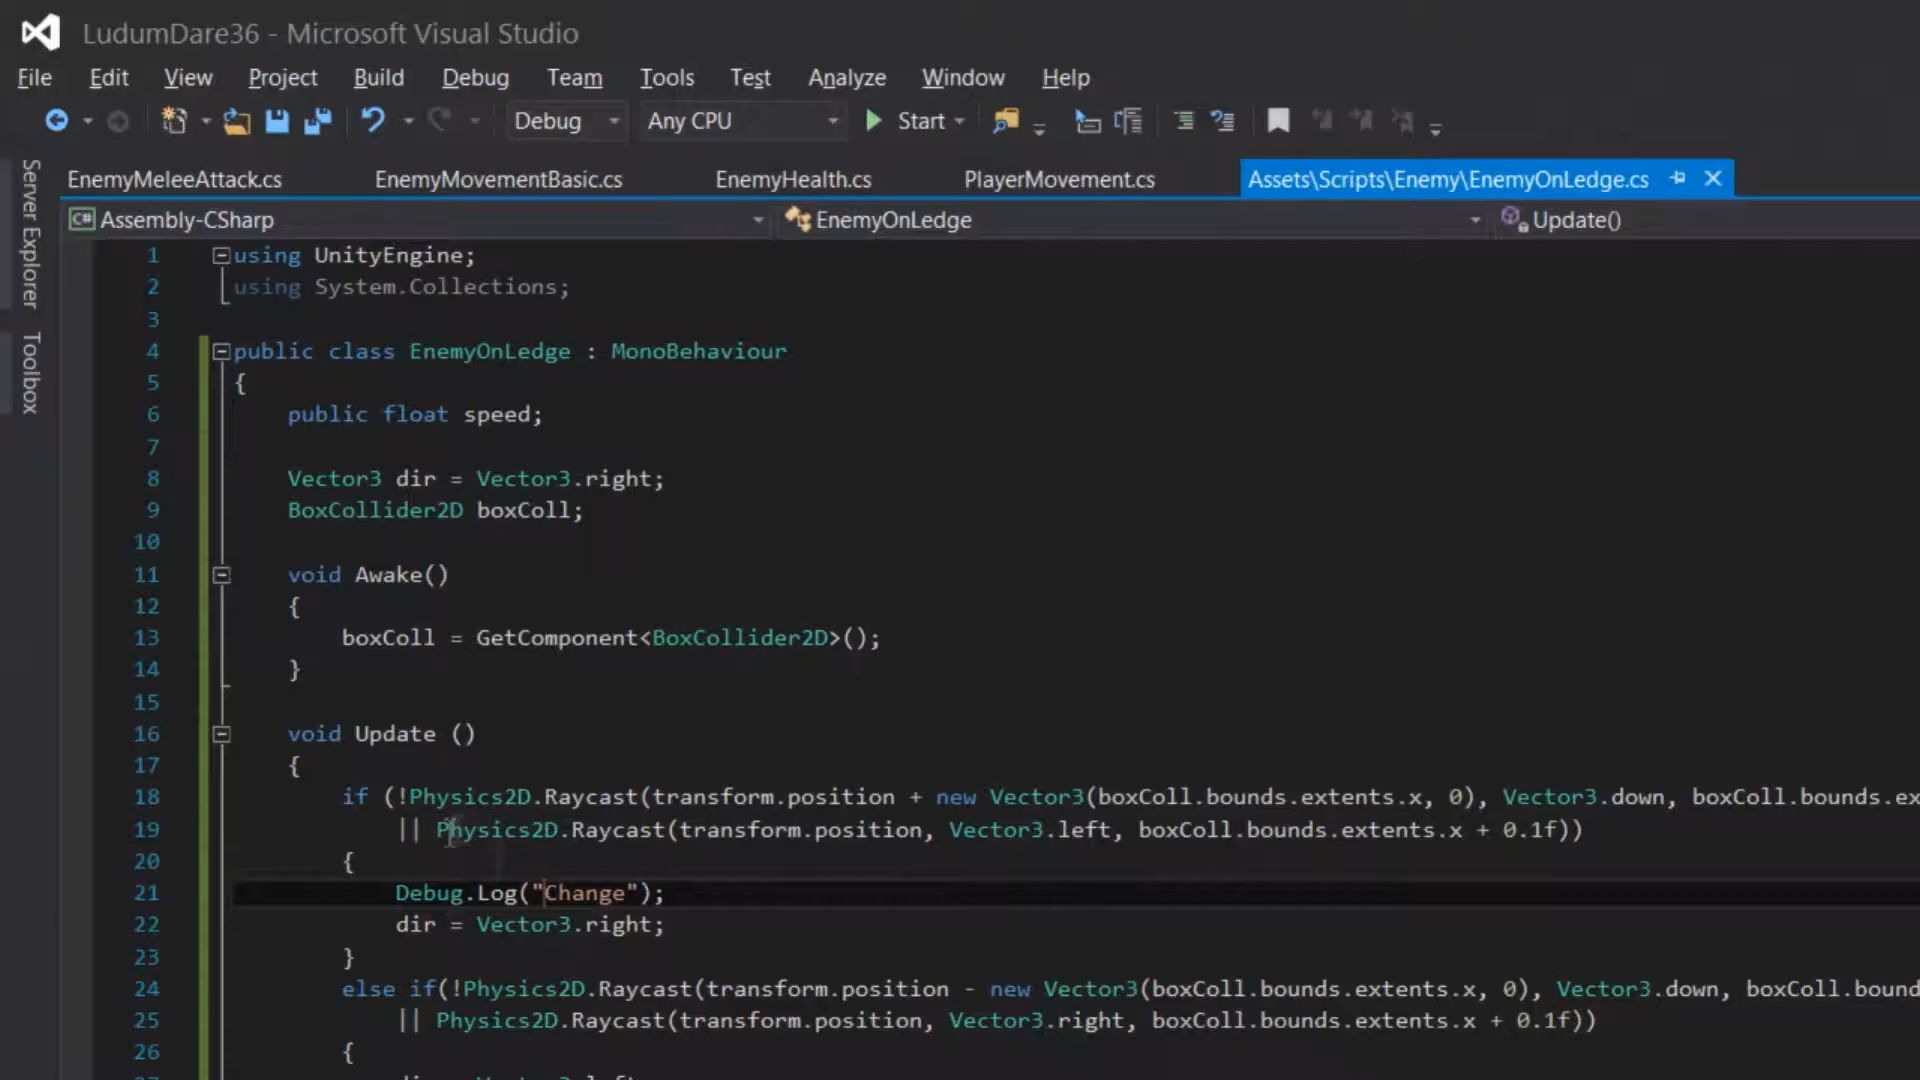 LudumDare36 - Microsoft Visual Studio
File Edit View Project Build Debug Team Tools Test Analyze Window Help
Debug Any CPU Start
Server Explorer
Toolbox
EnemyMeleeAttack.cs EnemyMovementBasic.cs EnemyHealth.cs PlayerMovement.cs Assets\Scripts\Enemy\EnemyOnLedge.cs
C# Assembly-CSharp EnemyOnLedge Update()
1 using UnityEngine;
2 using System.Collections;
3
4 public class EnemyOnLedge : MonoBehaviour
5 {
6 public float speed;
7
8 Vector3 dir = Vector3.right;
9 BoxCollider2D boxColl;
10
11 void Awake()
12 {
13 boxColl = GetComponent<BoxCollider2D>();
14 }
15
16 void Update ()
17 {
18 if (!Physics2D.Raycast(transform.position + new Vector3(boxColl.bounds.extents.x, 0), Vector3.down, boxColl.bounds.ex
19 || Physics2D.Raycast(transform.position, Vector3.left, boxColl.bounds.extents.x + 0.1f))
20 {
21 Debug.Log("Change");
22 dir = Vector3.right;
23 }
24 else if(!Physics2D.Raycast(transform.position - new Vector3(boxColl.bounds.extents.x, 0), Vector3.down, boxColl.bound
25 || Physics2D.Raycast(transform.position, Vector3.right, boxColl.bounds.extents.x + 0.1f))
26 {